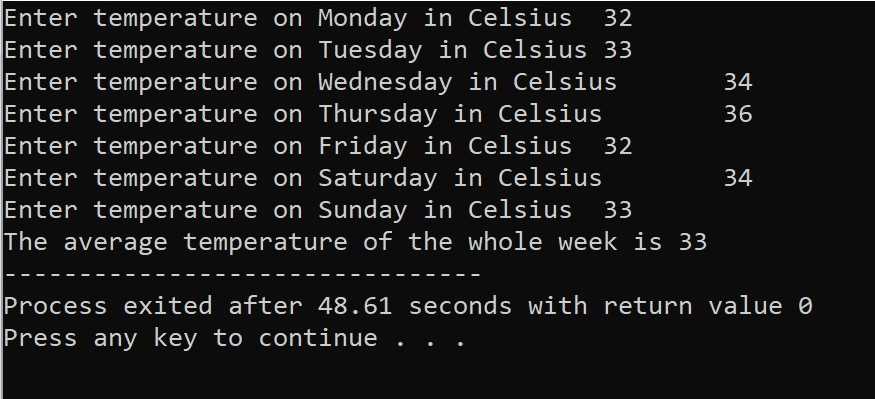 Enter temperature on Monday in Celsius  32
Enter temperature on Tuesday in Celsius 33
Enter temperature on Wednesday in Celsius       34
Enter temperature on Thursday in Celsius        36
Enter temperature on Friday in Celsius  32
Enter temperature on Saturday in Celsius        34
Enter temperature on Sunday in Celsius  33
The average temperature of the whole week is 33
--------------------------------
Process exited after 48.61 seconds with return value 0
Press any key to continue . . .